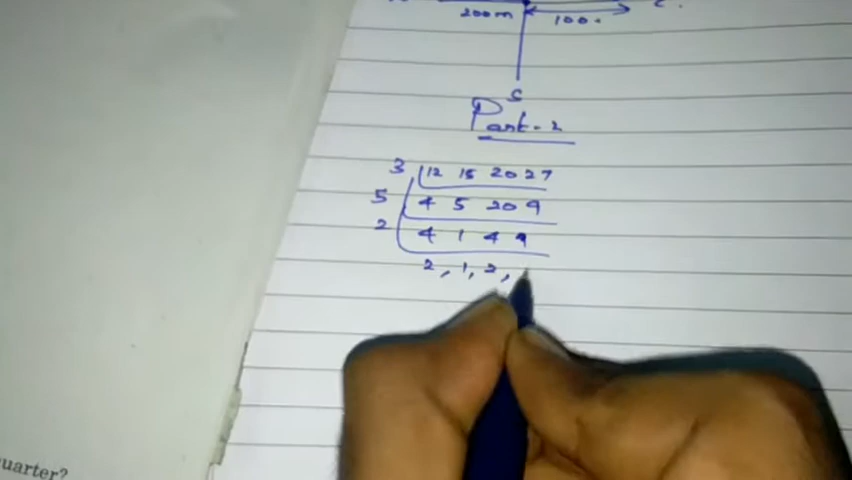 200m 100.
S
Part-2
3 12 15 20 27
5 4 5 20 9
2 4 1 4 9
2, 1, 2,
uarter?